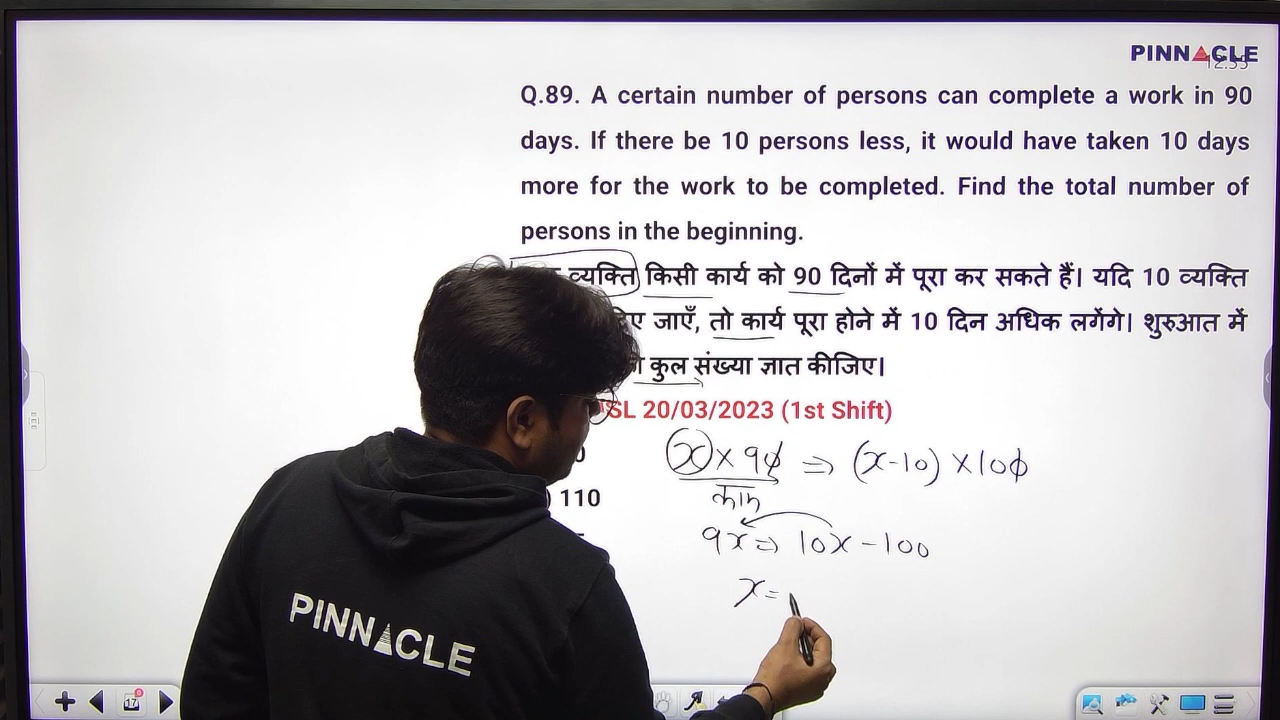 PINNACLE
12:35
Q.89. A certain number of persons can complete a work in 90
days. If there be 10 persons less, it would have taken 10 days
more for the work to be completed. Find the total number of
persons in the beginning.
व्यक्ति किसी कार्य को 90 दिनों में पूरा कर सकते हैं। यदि 10 व्यक्ति
जाएँ, तो कार्य पूरा होने में 10 दिन अधिक लगेंगे। शुरुआत में
कुल संख्या ज्ञात कीजिए।
SL 20/03/2023 (1st Shift)
x × 90 ⇒ (x-10) × 100
काम
110
9x ⇒ 10x - 100
x =
PINNACLE
17